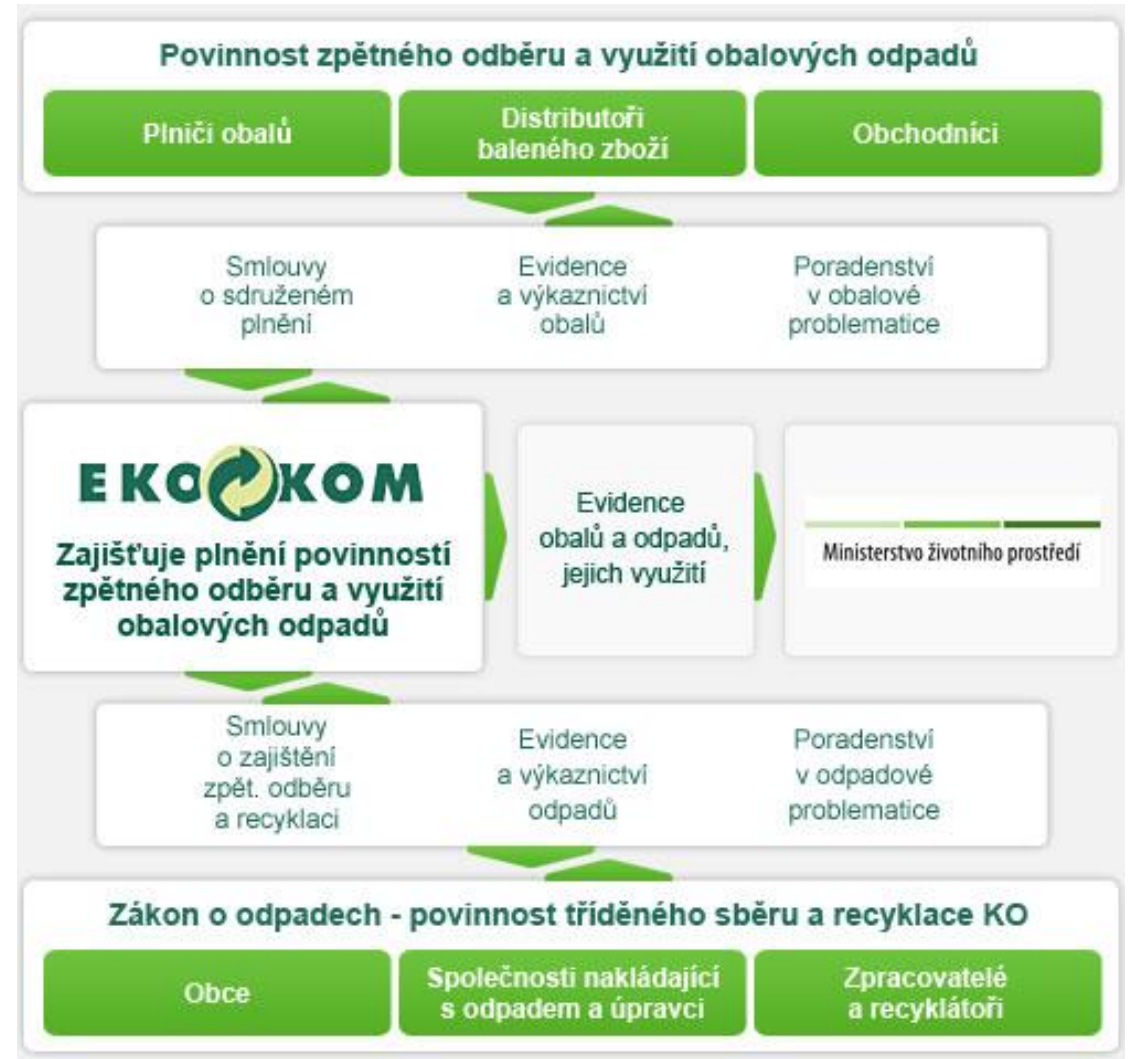 Povinnost zpětného odběru a využití obalových odpadů
Plniči obalů
Distributoři
baleného zboží
Obchodníci
Smlouvy
o sdruženém
plnění
Evidence
a výkaznictví
obalů
Poradenství
v obalové
problematice
EKO KOM
Zajišťuje plnění povinností
zpětného odběru a využití
obalových odpadů
Evidence
obalů a odpadů,
jejich využití
Ministerstvo životního prostředí
Smlouvy
o zajištění
zpět. odběru
a recyklaci
Evidence
a výkaznictví
odpadů
Poradenství
v odpadové
problematice
Zákon o odpadech - povinnost tříděného sběru a recyklace KO
Obce
Společnosti nakládající
s odpadem a úpravci
Zpracovatelé
a recyklátoři